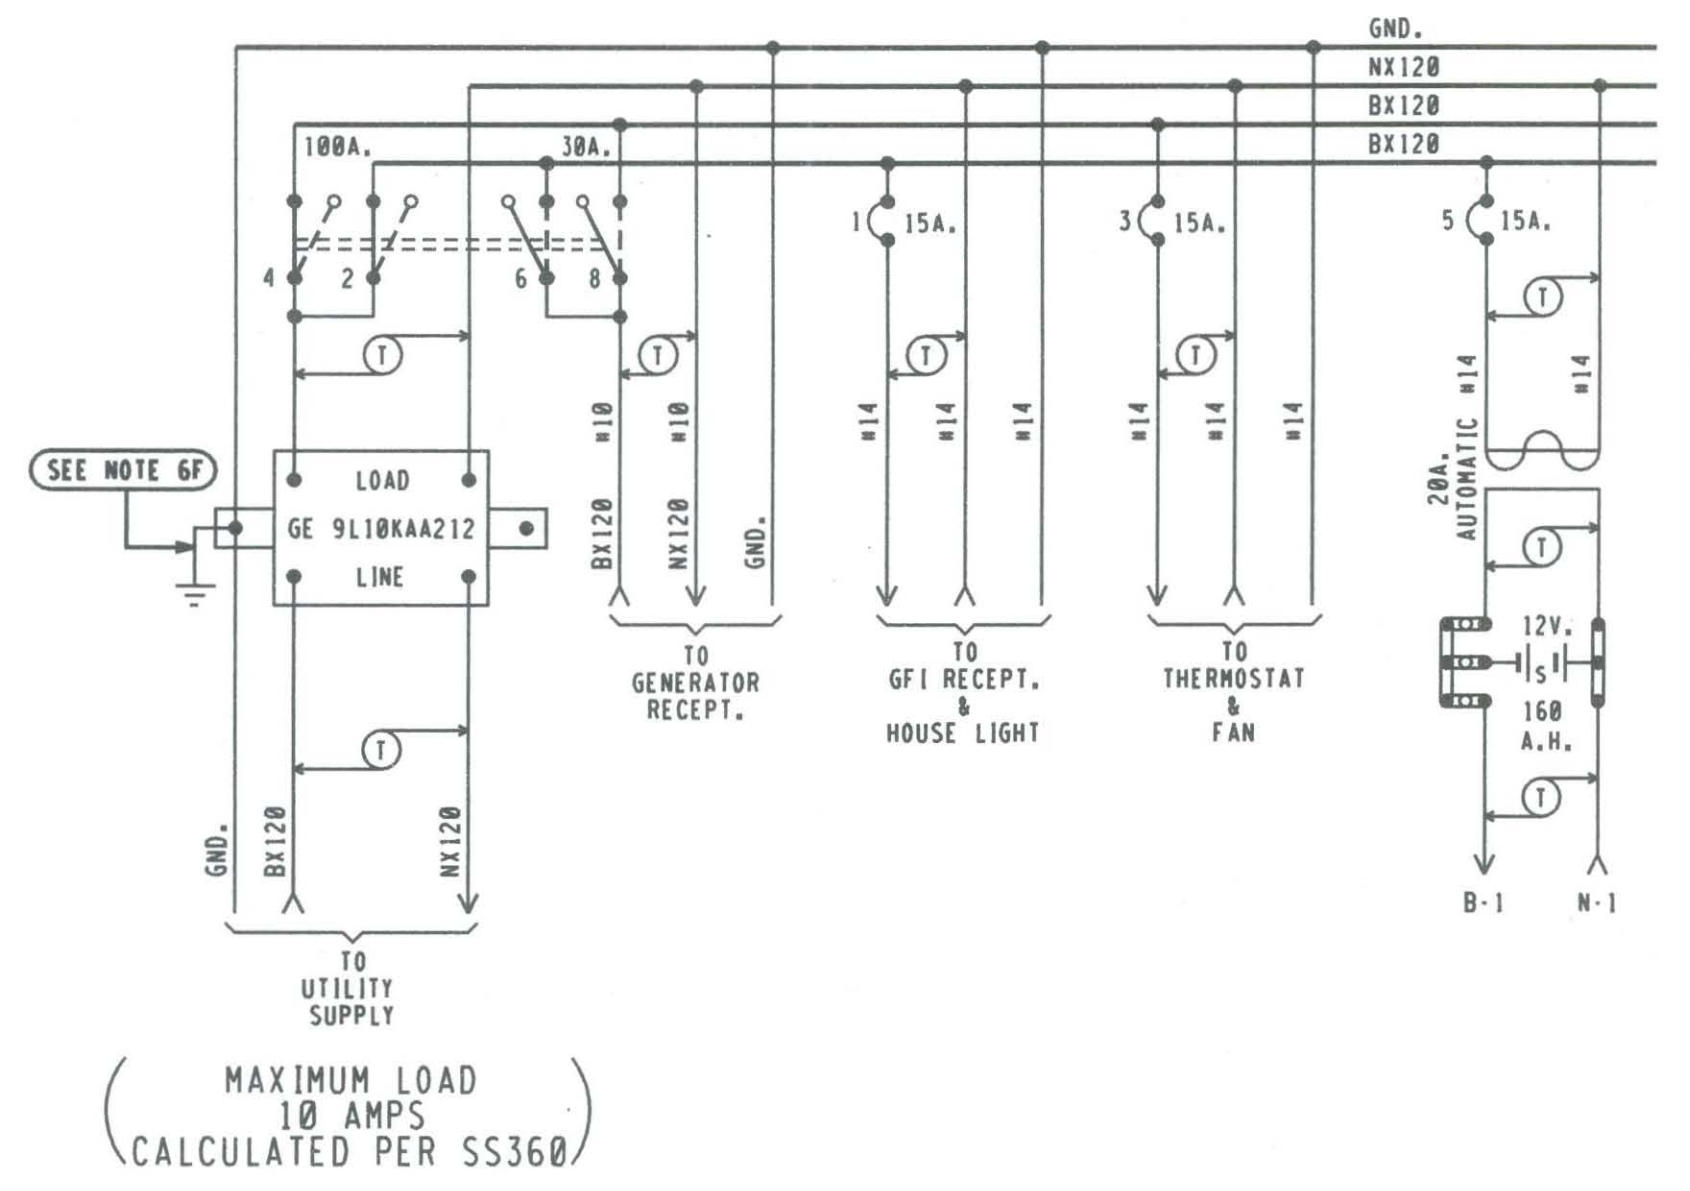 GND.
NX120
BX120
BX120
100A.
30A.
4
2
6
8
1
15A.
3
15A.
5
15A.
T
T
T
T
T
#10
#10
#14
#14
#14
#14
#14
#14
#14
#14
20A.
AUTOMATIC
SEE NOTE 6F
LOAD
GE 9L10KAA212
LINE
BX120
NX120
GND.
T
TO
GENERATOR
RECEPT.
TO
GFI RECEPT.
&
HOUSE LIGHT
TO
THERMOSTAT
&
FAN
12V.
S
160
A.H.
T
T
B-1
N-1
GND.
BX120
NX120
TO
UTILITY
SUPPLY
MAXIMUM LOAD
10 AMPS
CALCULATED PER SS360